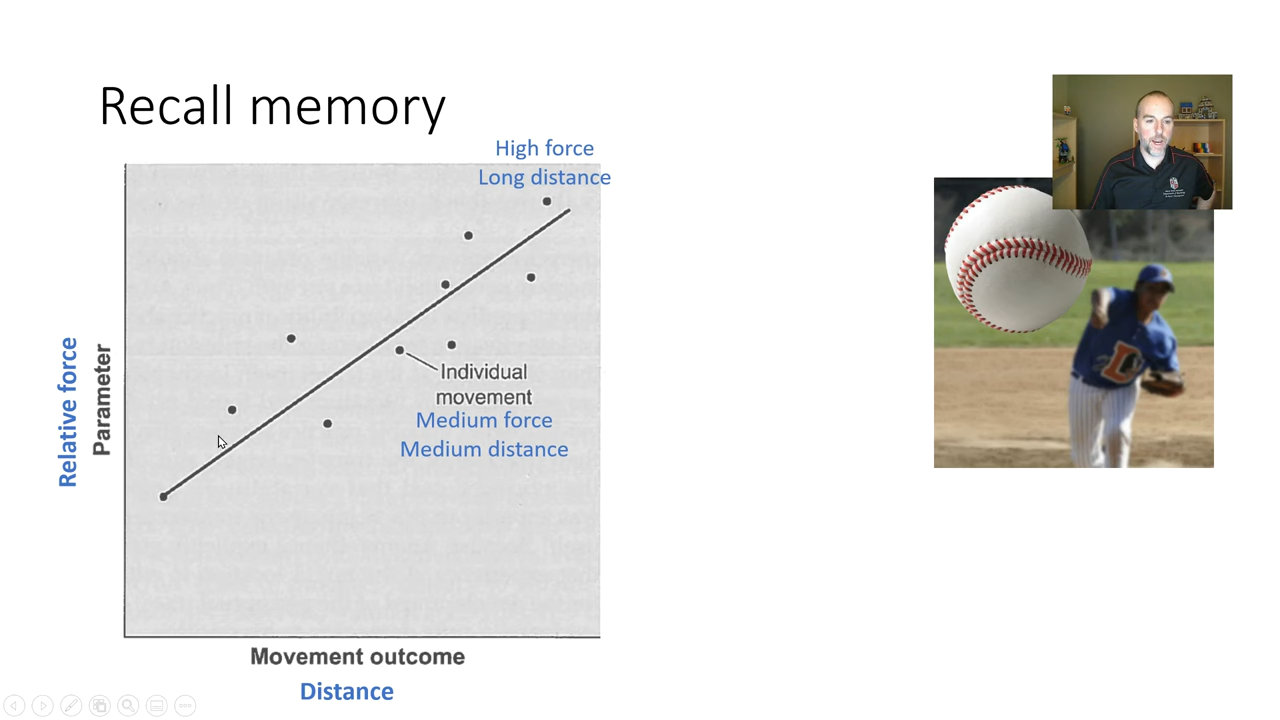 Recall memory
High force
Long distance
Relative force
Parameter
Individual
movement
Medium force
Medium distance
Movement outcome
Distance
D